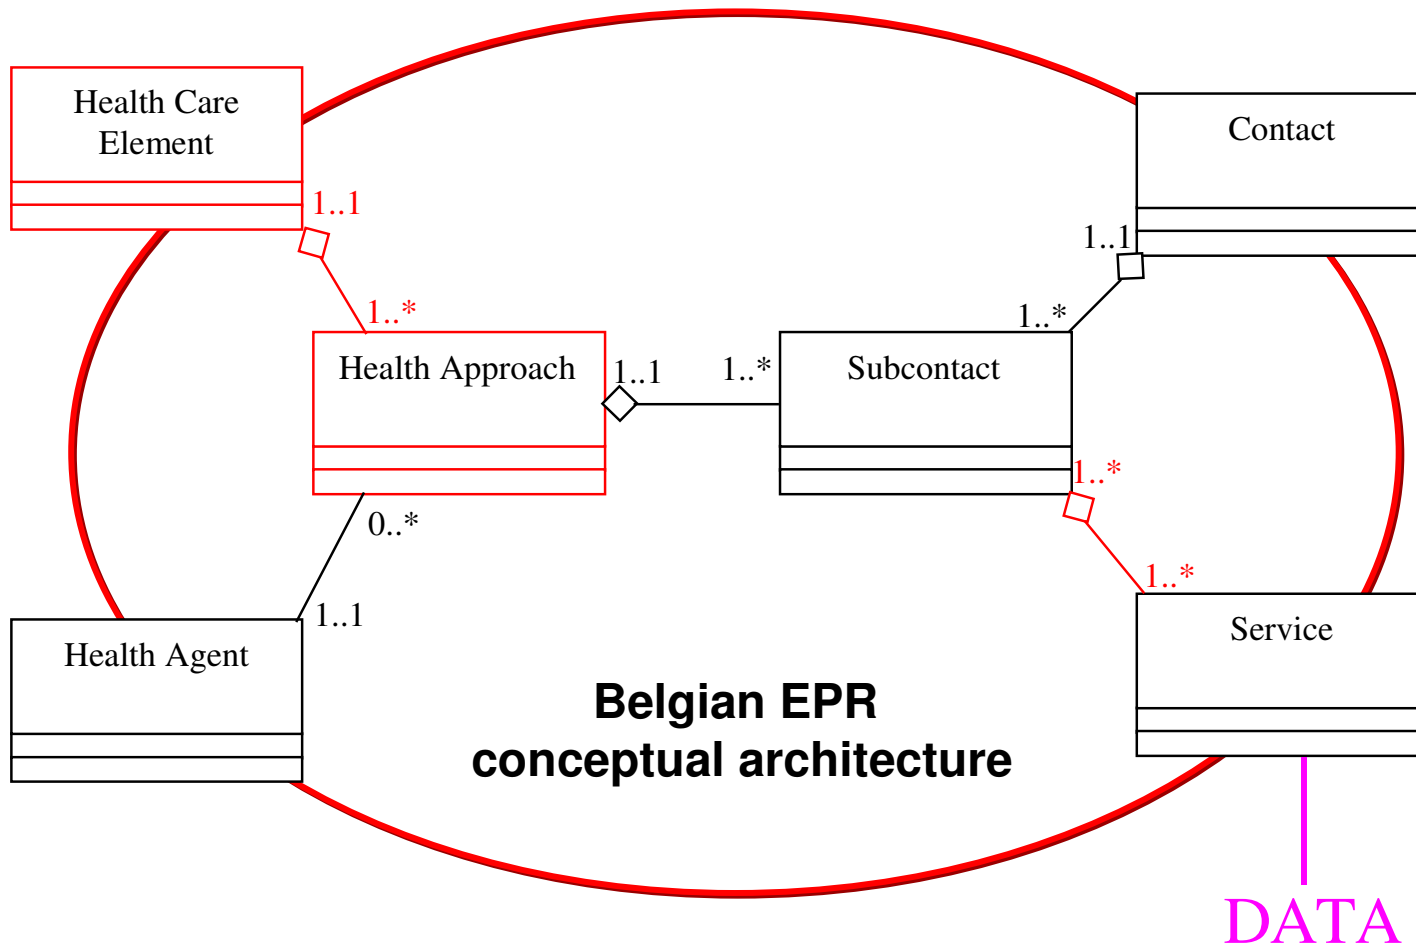 Health Care
Element
Contact
1..1
1..1
1..*
1..*
Health Approach
1..1
1..*
Subcontact
1..*
0..*
1..*
1..1
Health Agent
Service
Belgian EPR
conceptual architecture
DATA